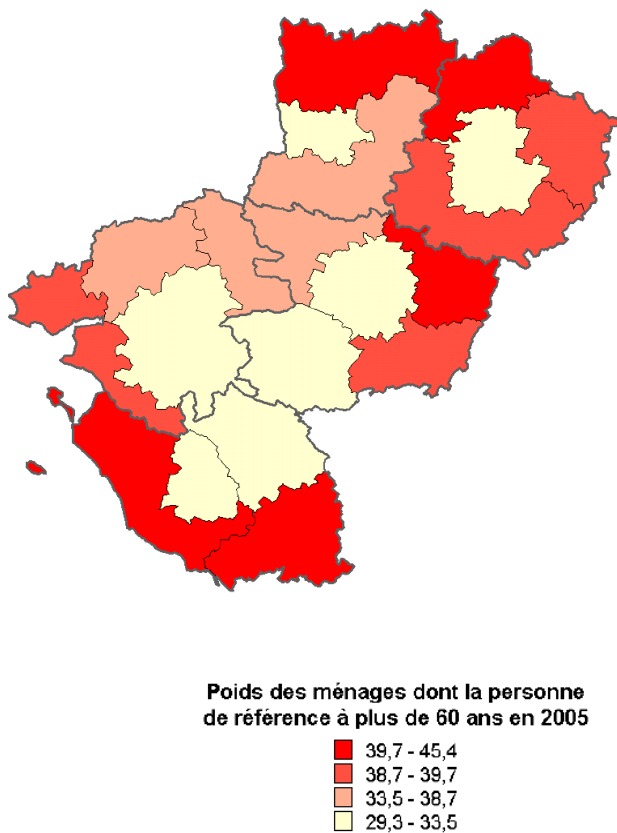 Poids des ménages dont la personne
de référence à plus de 60 ans en 2005
39,7 - 45,4
38,7 - 39,7
33,5 - 38,7
29,3 - 33,5